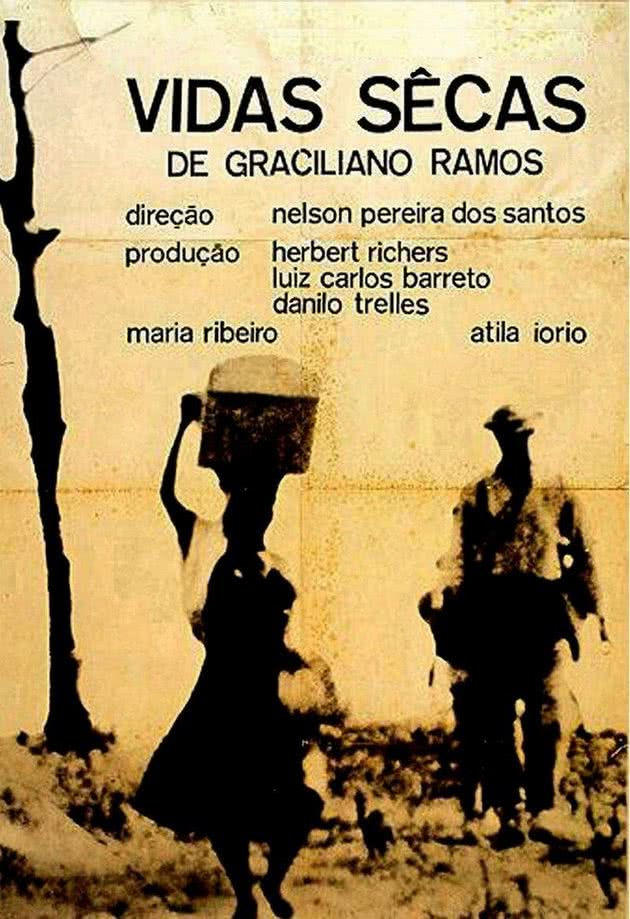 VIDAS SÊCAS
DE GRACILIANO RAMOS
direção nelson pereira dos santos
produção herbert richers
luiz carlos barreto
danilo trelles
maria ribeiro atila iorio